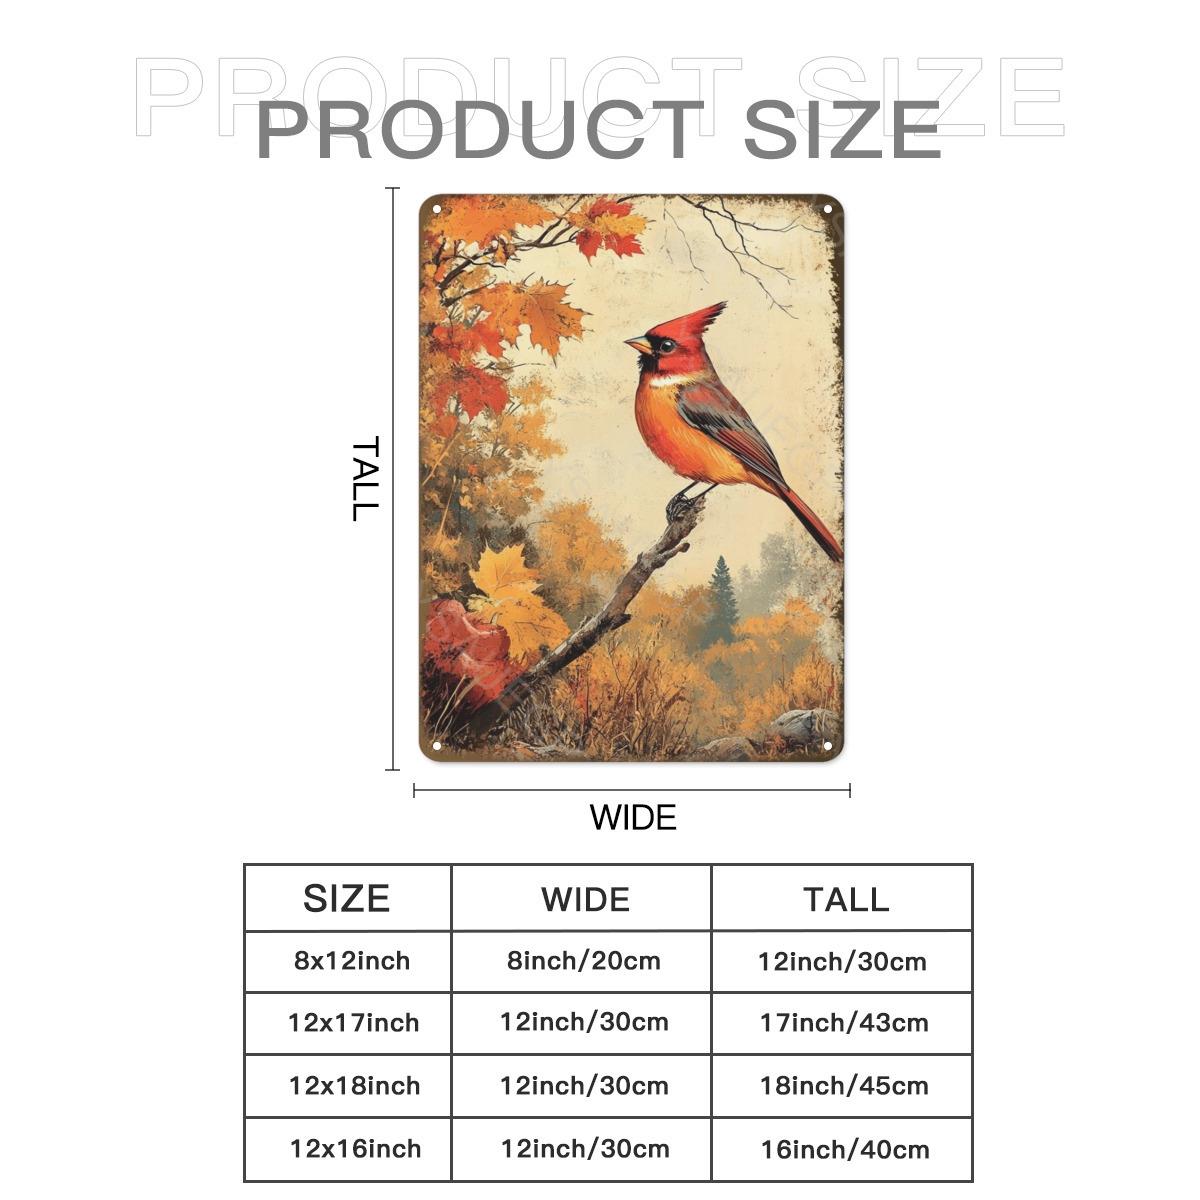 PRODUCT SIZE
PRODUCT SIZE
TALL
WIDE
SIZE WIDE TALL
8x12inch 8inch/20cm 12inch/30cm
12x17inch 12inch/30cm 17inch/43cm
12x18inch 12inch/30cm 18inch/45cm
12x16inch 12inch/30cm 16inch/40cm